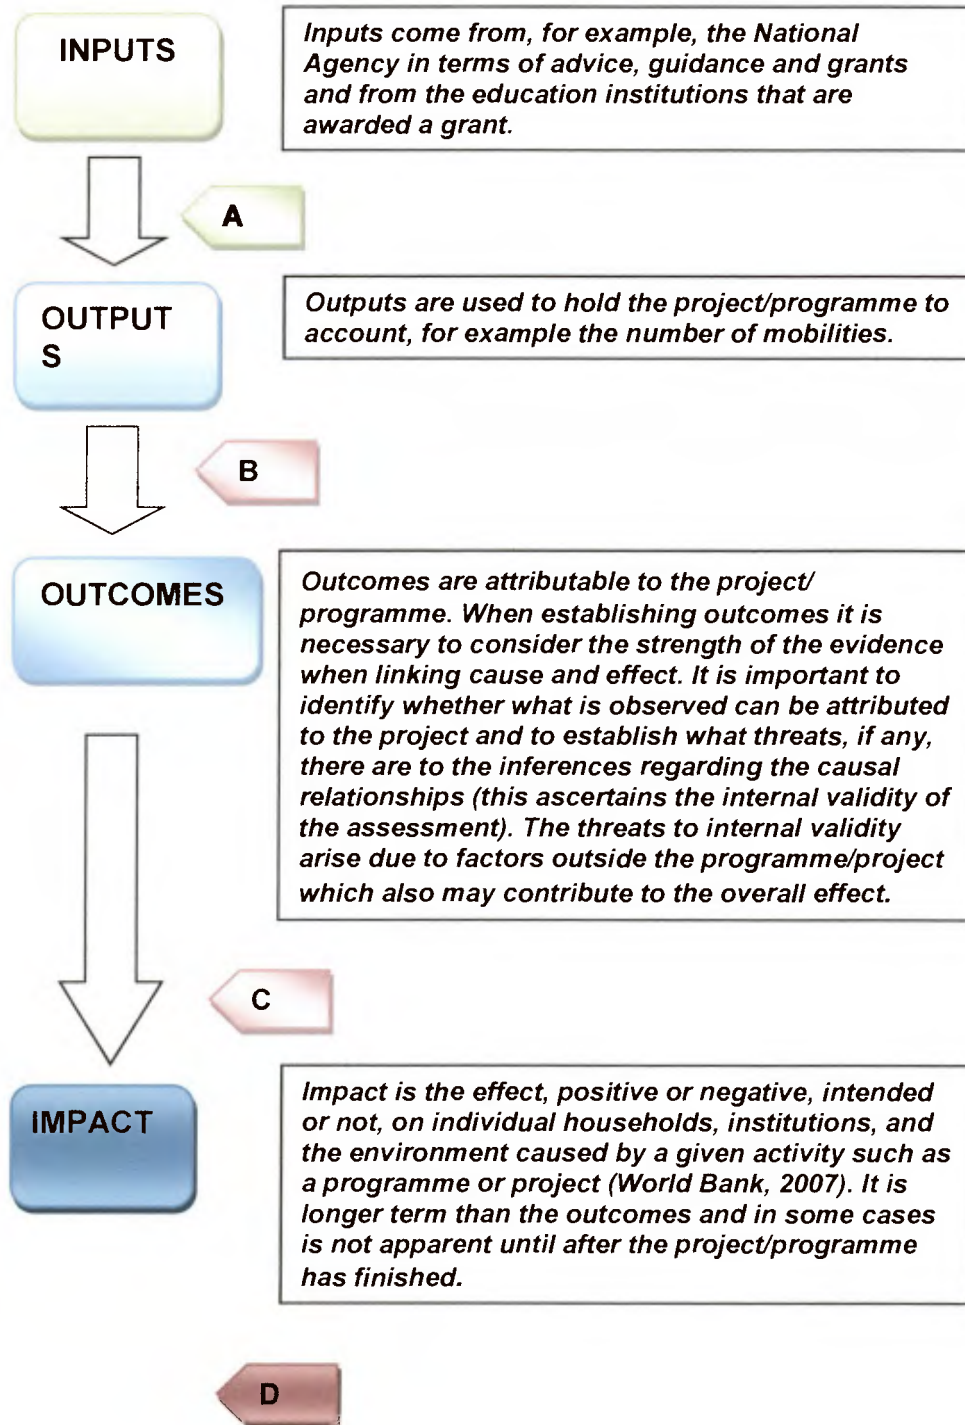 INPUTS
Inputs come from, for example, the National
Agency in terms of advice, guidance and grants
and from the education institutions that are
awarded a grant.
A
OUTPUT
S
Outputs are used to hold the project/programme to
account, for example the number of mobilities.
B
OUTCOMES
Outcomes are attributable to the project/
programme. When establishing outcomes it is
necessary to consider the strength of the evidence
when linking cause and effect. It is important to
identify whether what is observed can be attributed
to the project and to establish what threats, if any,
there are to the inferences regarding the causal
relationships (this ascertains the internal validity of
the assessment). The threats to internal validity
arise due to factors outside the programme/project
which also may contribute to the overall effect.
C
IMPACT
Impact is the effect, positive or negative, intended
or not, on individual households, institutions, and
the environment caused by a given activity such as
a programme or project (World Bank, 2007). It is
longer term than the outcomes and in some cases
is not apparent until after the project/programme
has finished.
D